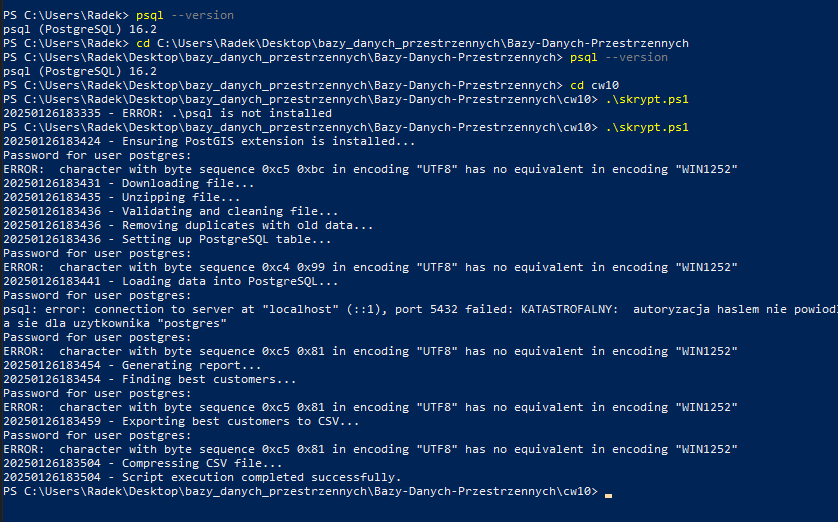 PS C:\Users\Radek> psql --version
psql (PostgreSQL) 16.2
PS C:\Users\Radek> cd C:\Users\Radek\Desktop\bazy_danych_przestrzennych\Bazy-Danych-Przestrzennych
PS C:\Users\Radek\Desktop\bazy_danych_przestrzennych\Bazy-Danych-Przestrzennych> psql --version
psql (PostgreSQL) 16.2
PS C:\Users\Radek\Desktop\bazy_danych_przestrzennych\Bazy-Danych-Przestrzennych> cd cw10
PS C:\Users\Radek\Desktop\bazy_danych_przestrzennych\Bazy-Danych-Przestrzennych\cw10> .\skrypt.ps1
20250126183335 - ERROR: .\psql is not installed
PS C:\Users\Radek\Desktop\bazy_danych_przestrzennych\Bazy-Danych-Przestrzennych\cw10> .\skrypt.ps1
20250126183424 - Ensuring PostGIS extension is installed...
Password for user postgres:
ERROR:  character with byte sequence 0xc5 0xbc in encoding "UTF8" has no equivalent in encoding "WIN1252"
20250126183431 - Downloading file...
20250126183435 - Unzipping file...
20250126183436 - Validating and cleaning file...
20250126183436 - Removing duplicates with old data...
20250126183436 - Setting up PostgreSQL table...
Password for user postgres:
ERROR:  character with byte sequence 0xc4 0x99 in encoding "UTF8" has no equivalent in encoding "WIN1252"
20250126183441 - Loading data into PostgreSQL...
Password for user postgres:
psql: error: connection to server at "localhost" (::1), port 5432 failed: KATASTROFALNY:  autoryzacja haslem nie powiodl
a sie dla uzytkownika "postgres"
Password for user postgres:
ERROR:  character with byte sequence 0xc5 0x81 in encoding "UTF8" has no equivalent in encoding "WIN1252"
20250126183454 - Generating report...
20250126183454 - Finding best customers...
Password for user postgres:
ERROR:  character with byte sequence 0xc5 0x81 in encoding "UTF8" has no equivalent in encoding "WIN1252"
20250126183459 - Exporting best customers to CSV...
Password for user postgres:
ERROR:  character with byte sequence 0xc5 0x81 in encoding "UTF8" has no equivalent in encoding "WIN1252"
20250126183504 - Compressing CSV file...
20250126183504 - Script execution completed successfully.
PS C:\Users\Radek\Desktop\bazy_danych_przestrzennych\Bazy-Danych-Przestrzennych\cw10>